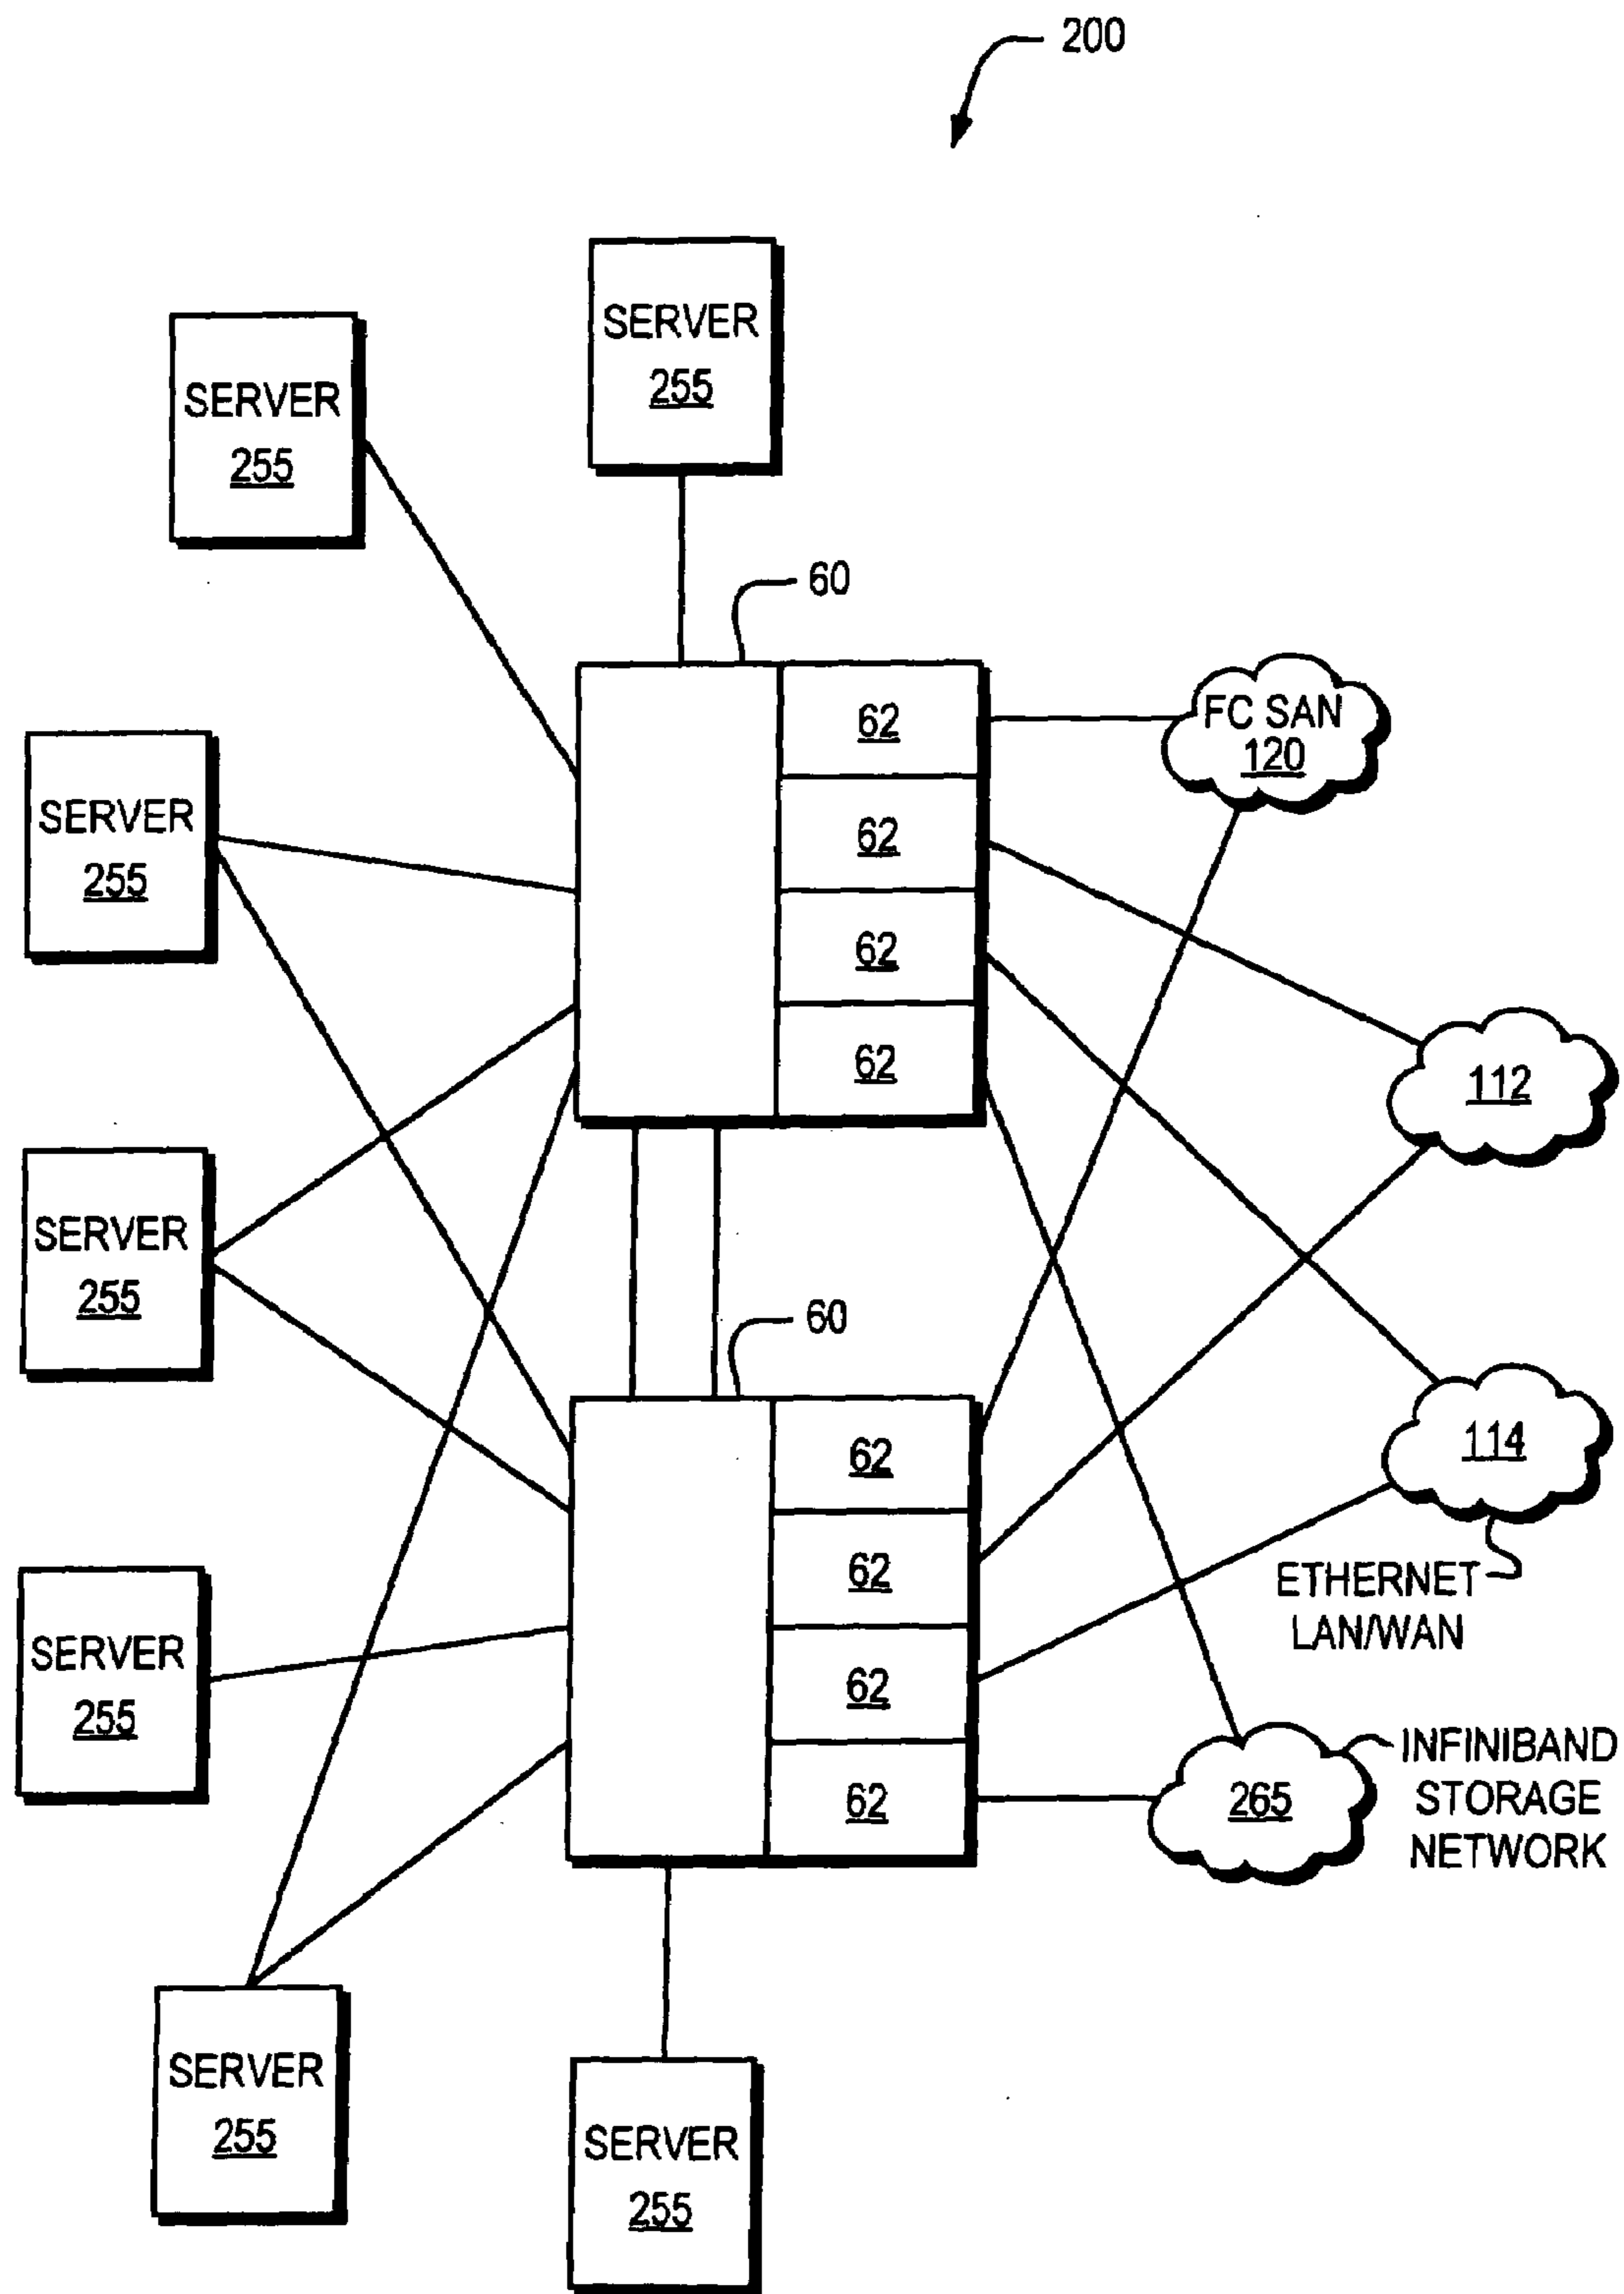 200
SERVER
255
SERVER
255
60
62
FC SAN
120
SERVER
255
62
62
62
112
SERVER
255
60
62
114
62
ETHERNET
LAN/WAN
SERVER
255
62
62
265
INFINIBAND
STORAGE
NETWORK
SERVER
255
SERVER
255